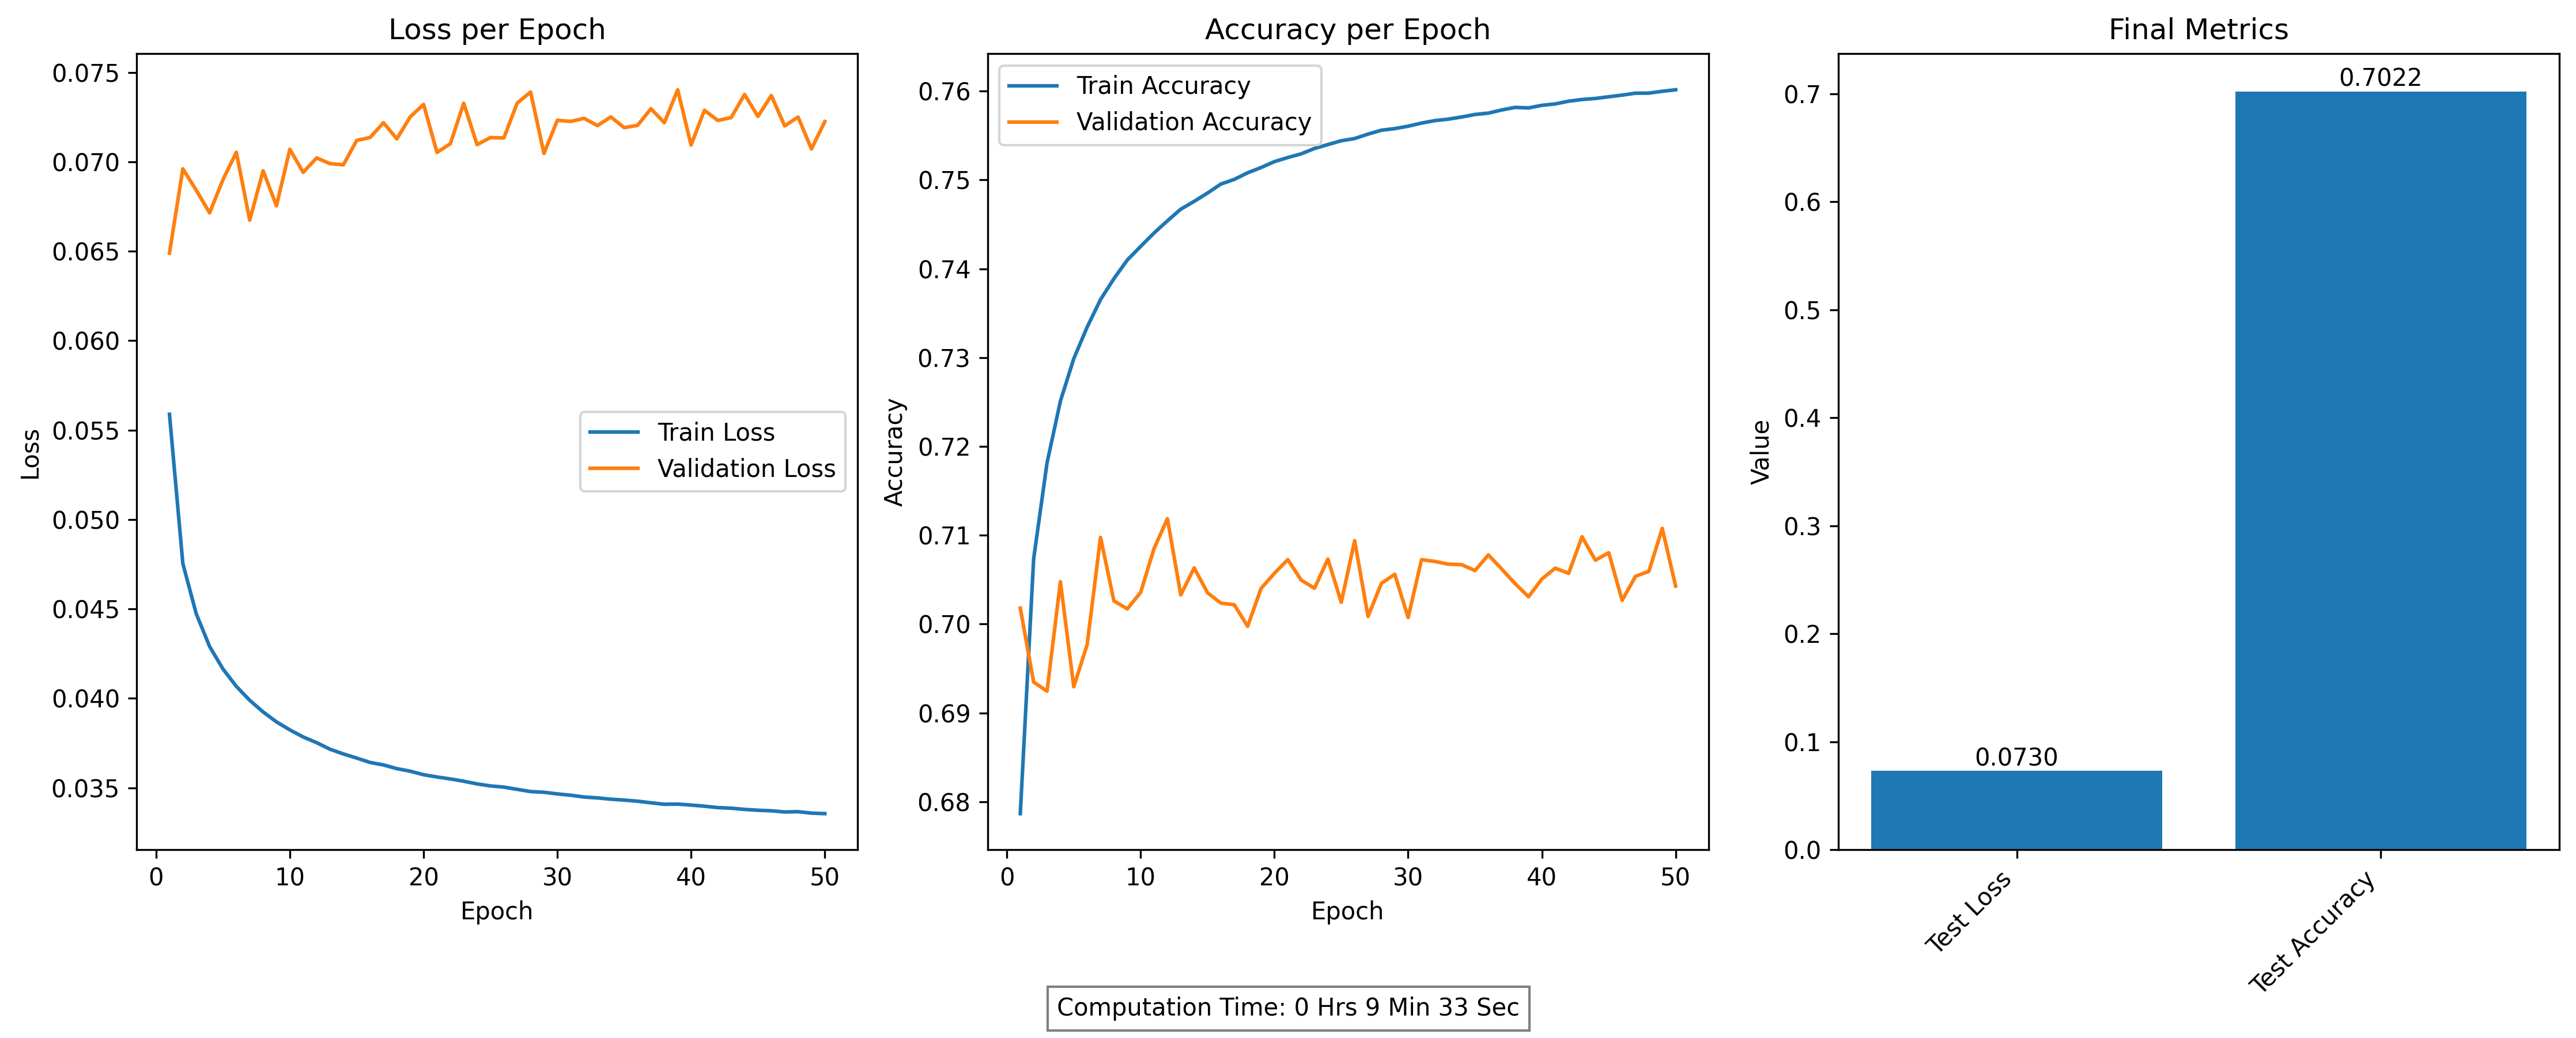 Loss per Epoch
0.075
0.070
0.065
0.060
0.055
0.050
0.045
0.040
0.035
Loss
Train Loss
Validation Loss
0 10 20 30 40 50
Epoch
Accuracy per Epoch
Train Accuracy
Validation Accuracy
0.76
0.75
0.74
0.73
0.72
0.71
0.70
0.69
0.68
Accuracy
0 10 20 30 40 50
Epoch
Final Metrics
0.7
0.6
0.5
0.4
0.3
0.2
0.1
0.0
Value
0.0730
0.7022
Test Loss
Test Accuracy
Computation Time: 0 Hrs 9 Min 33 Sec